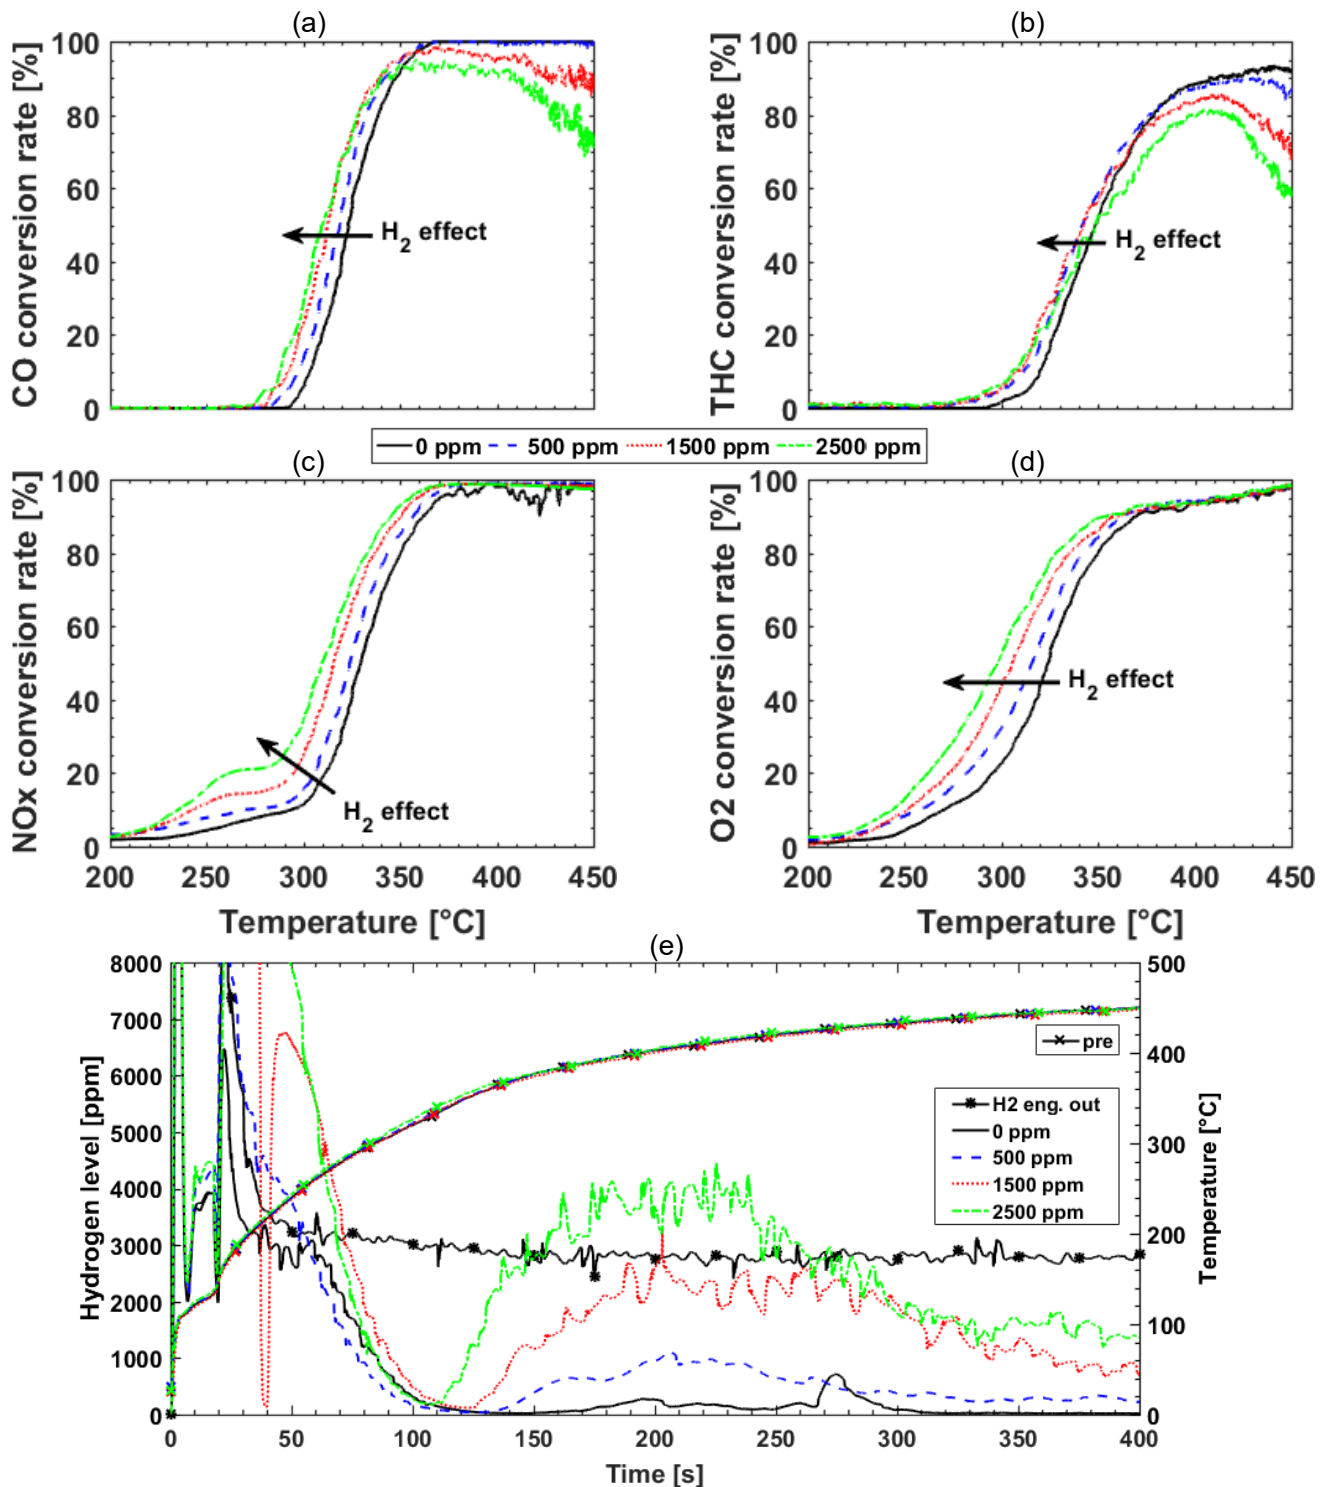 (a)
(b)
CO conversion rate [%]
100
80
60
40
20
0
H2 effect
THC conversion rate [%]
100
80
60
40
20
0
H2 effect
0 ppm 500 ppm 1500 ppm 2500 ppm
(c)
(d)
NOx conversion rate [%]
100
80
60
40
20
0
H2 effect
200 250 300 350 400 450
Temperature [°C]
O2 conversion rate [%]
100
80
60
40
20
0
H2 effect
200 250 300 350 400 450
Temperature [°C]
(e)
Hydrogen level [ppm]
8000
7000
6000
5000
4000
3000
2000
1000
0
500
400
300
200
100
0
Temperature [°C]
pre
H2 eng. out
0 ppm
500 ppm
1500 ppm
2500 ppm
0 50 100 150 200 250 300 350 400
Time [s]